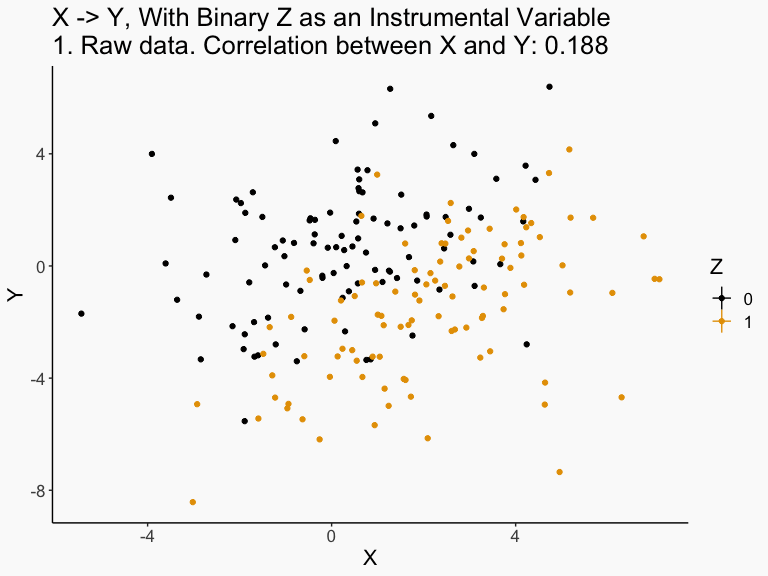 X -> Y, With Binary Z as an Instrumental Variable
1. Raw data. Correlation between X and Y: 0.188
Y
4
0
-4
-8
-4
0
4
X
Z
0
1